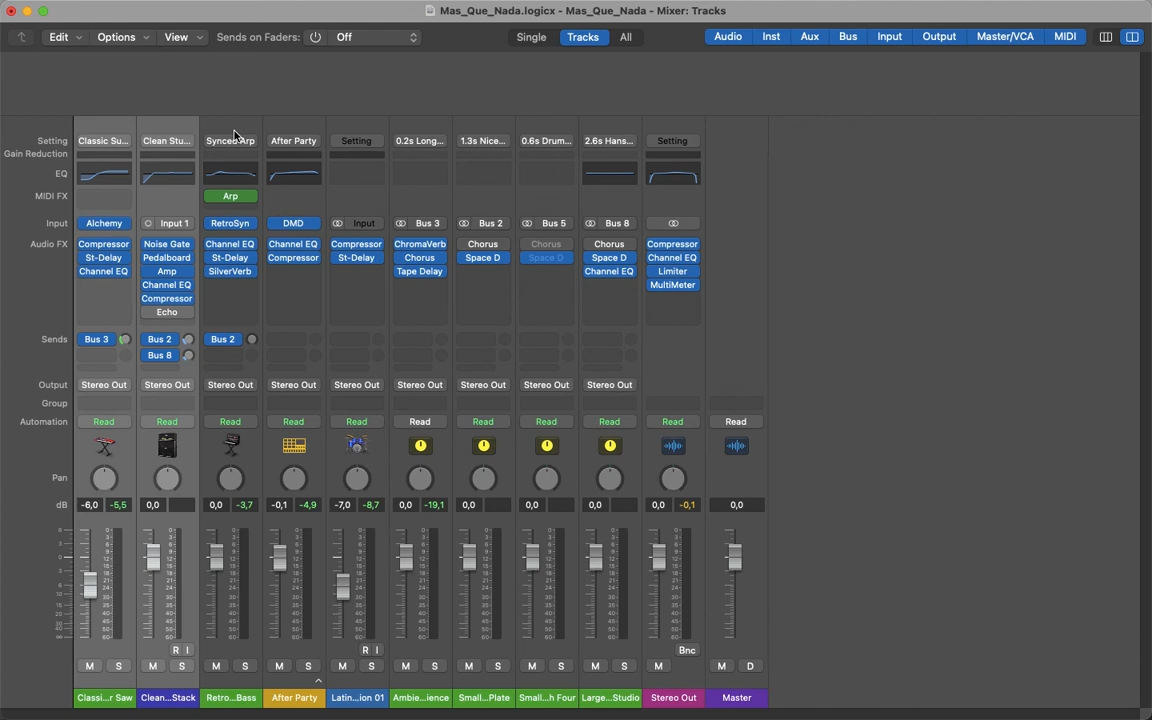 Mas_Que_Nada.logicx - Mas_Que_Nada - Mixer: Tracks
Edit Options View Sends on Faders: Off Single Tracks All Audio Inst Aux Bus Input Output Master/VCA MIDI
Setting Classic Su... Clean Stu... Synced Arp After Party Setting 0.2s Long... 1.3s Nice... 0.6s Drum... 2.6s Hans... Setting
Gain Reduction
EQ
MIDI FX Arp
Input Alchemy Input 1 RetroSyn DMD Input Bus 3 Bus 2 Bus 5 Bus 8
Audio FX Compressor Noise Gate Channel EQ Channel EQ Compressor ChromaVerb Chorus Chorus Chorus Compressor
St-Delay Pedalboard St-Delay Compressor St-Delay Chorus Space D Space D Space D Channel EQ
Channel EQ Amp SilverVerb Tape Delay Channel EQ Limiter
Channel EQ MultiMeter
Compressor
Echo
Sends Bus 3 Bus 2 Bus 2
Bus 8
Output Stereo Out Stereo Out Stereo Out Stereo Out Stereo Out Stereo Out Stereo Out Stereo Out Stereo Out
Group
Automation Read Read Read Read Read Read Read Read Read Read Read
Pan
dB -6,0 -5,5 0,0 0,0 -3,7 -0,1 -4,9 -7,0 -8,7 0,0 -19,1 0,0 0,0 0,0 0,0 -0,1 0,0
R I R I Bnc
M S M S M S M S M S M S M S M S M S M M D
Classi...r Saw Clean...Stack Retro...Bass After Party Latin...ion 01 Ambie...ience Small...Plate Small...h Four Large...Studio Stereo Out Master